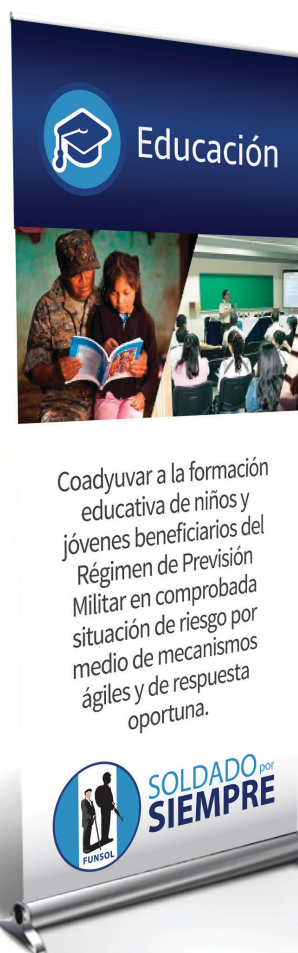 Educación
Coadyuvar a la formación
educativa de niños y
jóvenes beneficiarios del
Régimen de Previsión
Militar en comprobada
situación de riesgo por
medio de mecanismos
ágiles y de respuesta
oportuna.
FUNSOL
SOLDADO por
SIEMPRE